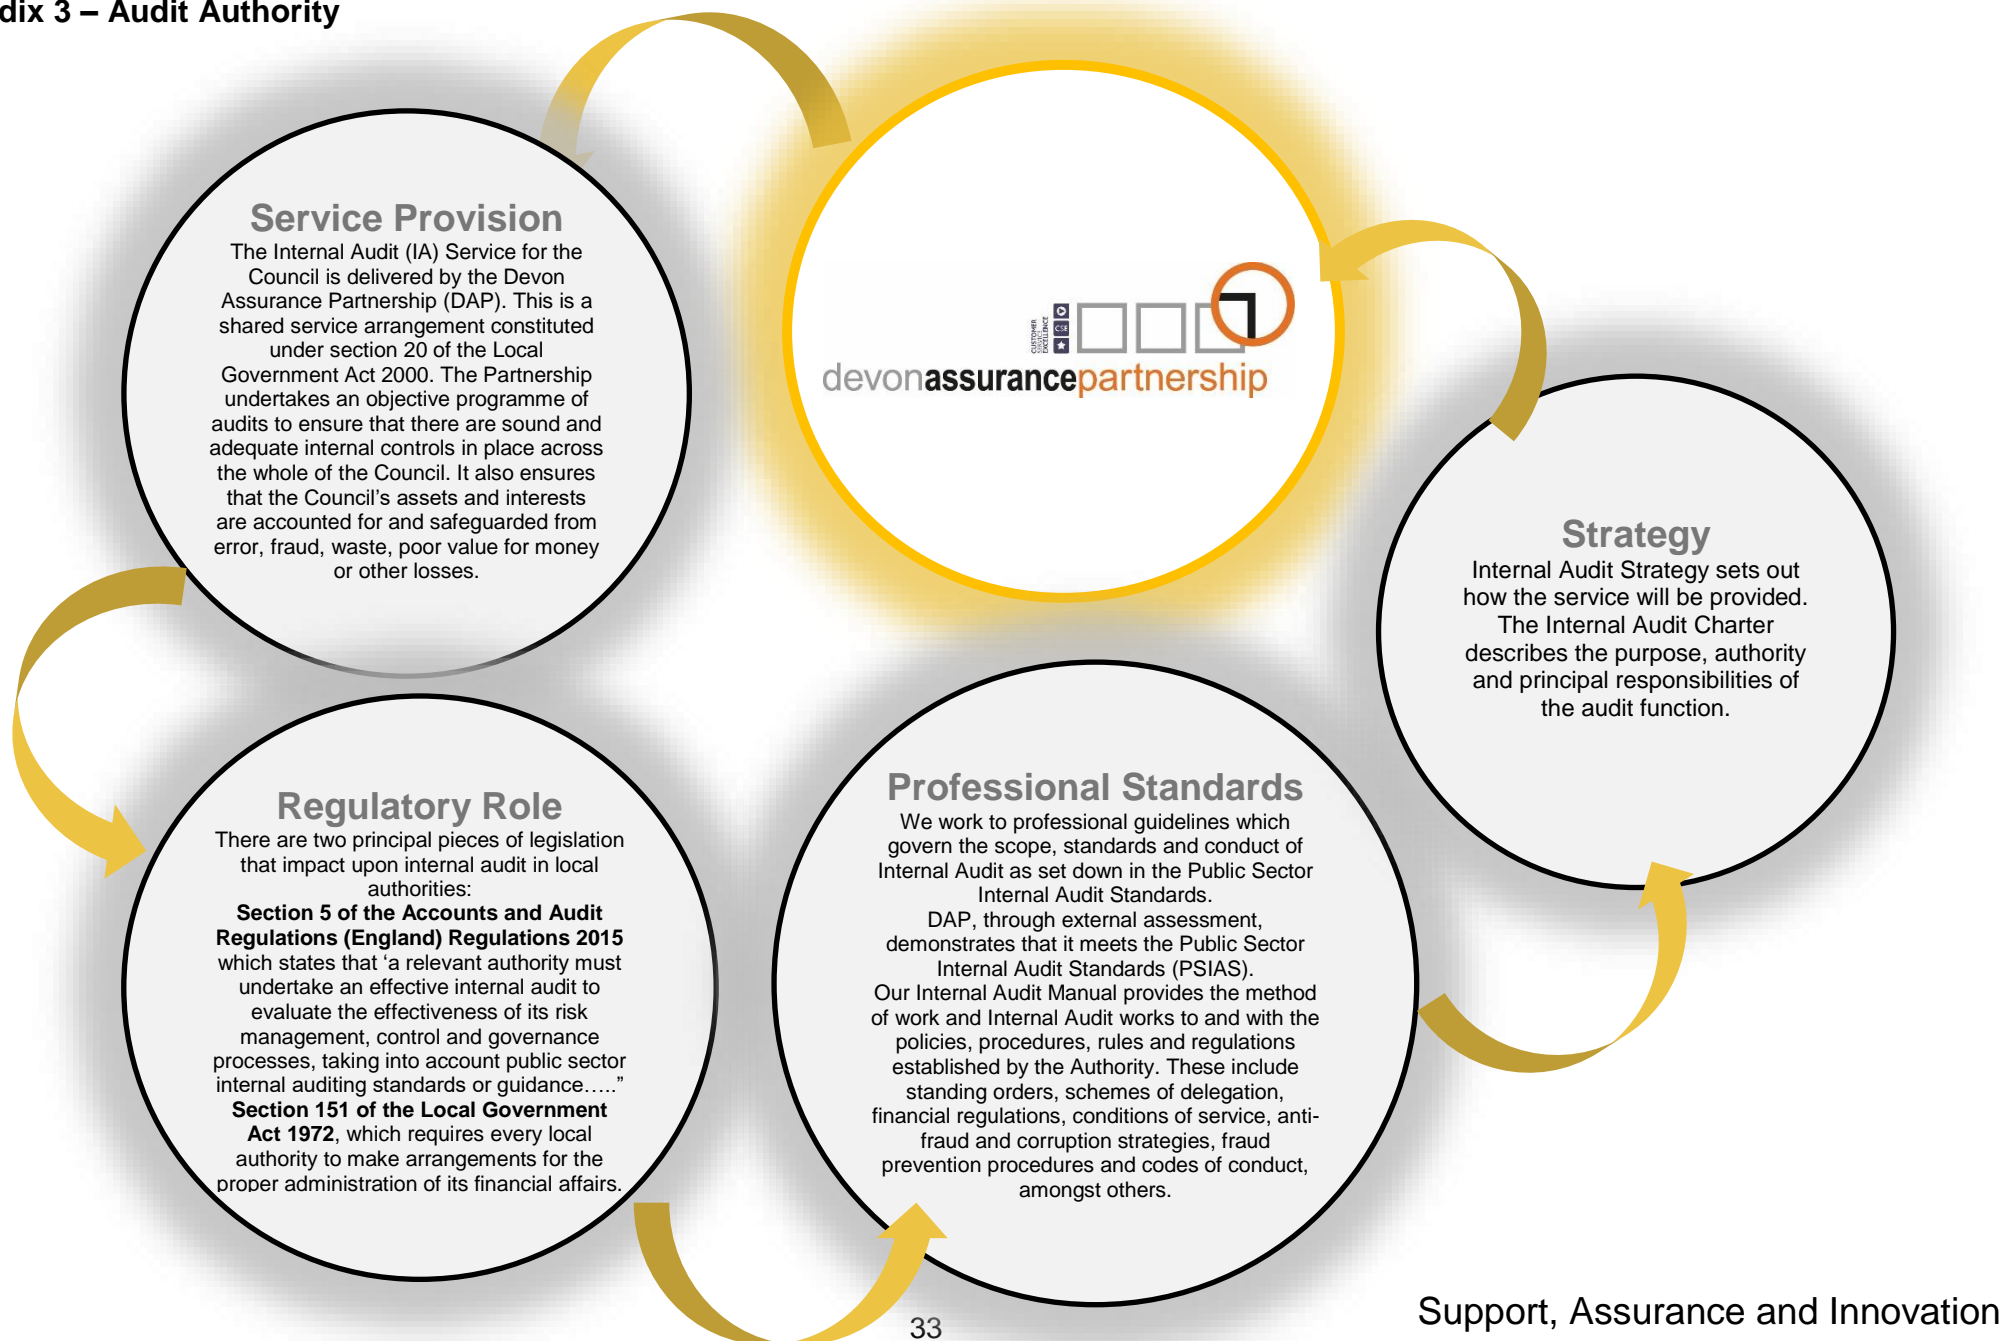 dix 3 – Audit Authority
Service Provision
The Internal Audit (IA) Service for the
Council is delivered by the Devon
Assurance Partnership (DAP). This is a
shared service arrangement constituted
under section 20 of the Local
Government Act 2000. The Partnership
undertakes an objective programme of
audits to ensure that there are sound and
adequate internal controls in place across
the whole of the Council. It also ensures
that the Council’s assets and interests
are accounted for and safeguarded from
error, fraud, waste, poor value for money
or other losses.
CUSTOMER
SERVICE
EXCELLENCE
CSE
devonassurancepartnership
Strategy
Internal Audit Strategy sets out
how the service will be provided.
The Internal Audit Charter
describes the purpose, authority
and principal responsibilities of
the audit function.
Regulatory Role
There are two principal pieces of legislation
that impact upon internal audit in local
authorities:
Section 5 of the Accounts and Audit
Regulations (England) Regulations 2015
which states that ‘a relevant authority must
undertake an effective internal audit to
evaluate the effectiveness of its risk
management, control and governance
processes, taking into account public sector
internal auditing standards or guidance…..”
Section 151 of the Local Government
Act 1972, which requires every local
authority to make arrangements for the
proper administration of its financial affairs.
Professional Standards
We work to professional guidelines which
govern the scope, standards and conduct of
Internal Audit as set down in the Public Sector
Internal Audit Standards.
DAP, through external assessment,
demonstrates that it meets the Public Sector
Internal Audit Standards (PSIAS).
Our Internal Audit Manual provides the method
of work and Internal Audit works to and with the
policies, procedures, rules and regulations
established by the Authority. These include
standing orders, schemes of delegation,
financial regulations, conditions of service, anti-
fraud and corruption strategies, fraud
prevention procedures and codes of conduct,
amongst others.
33
Support, Assurance and Innovation